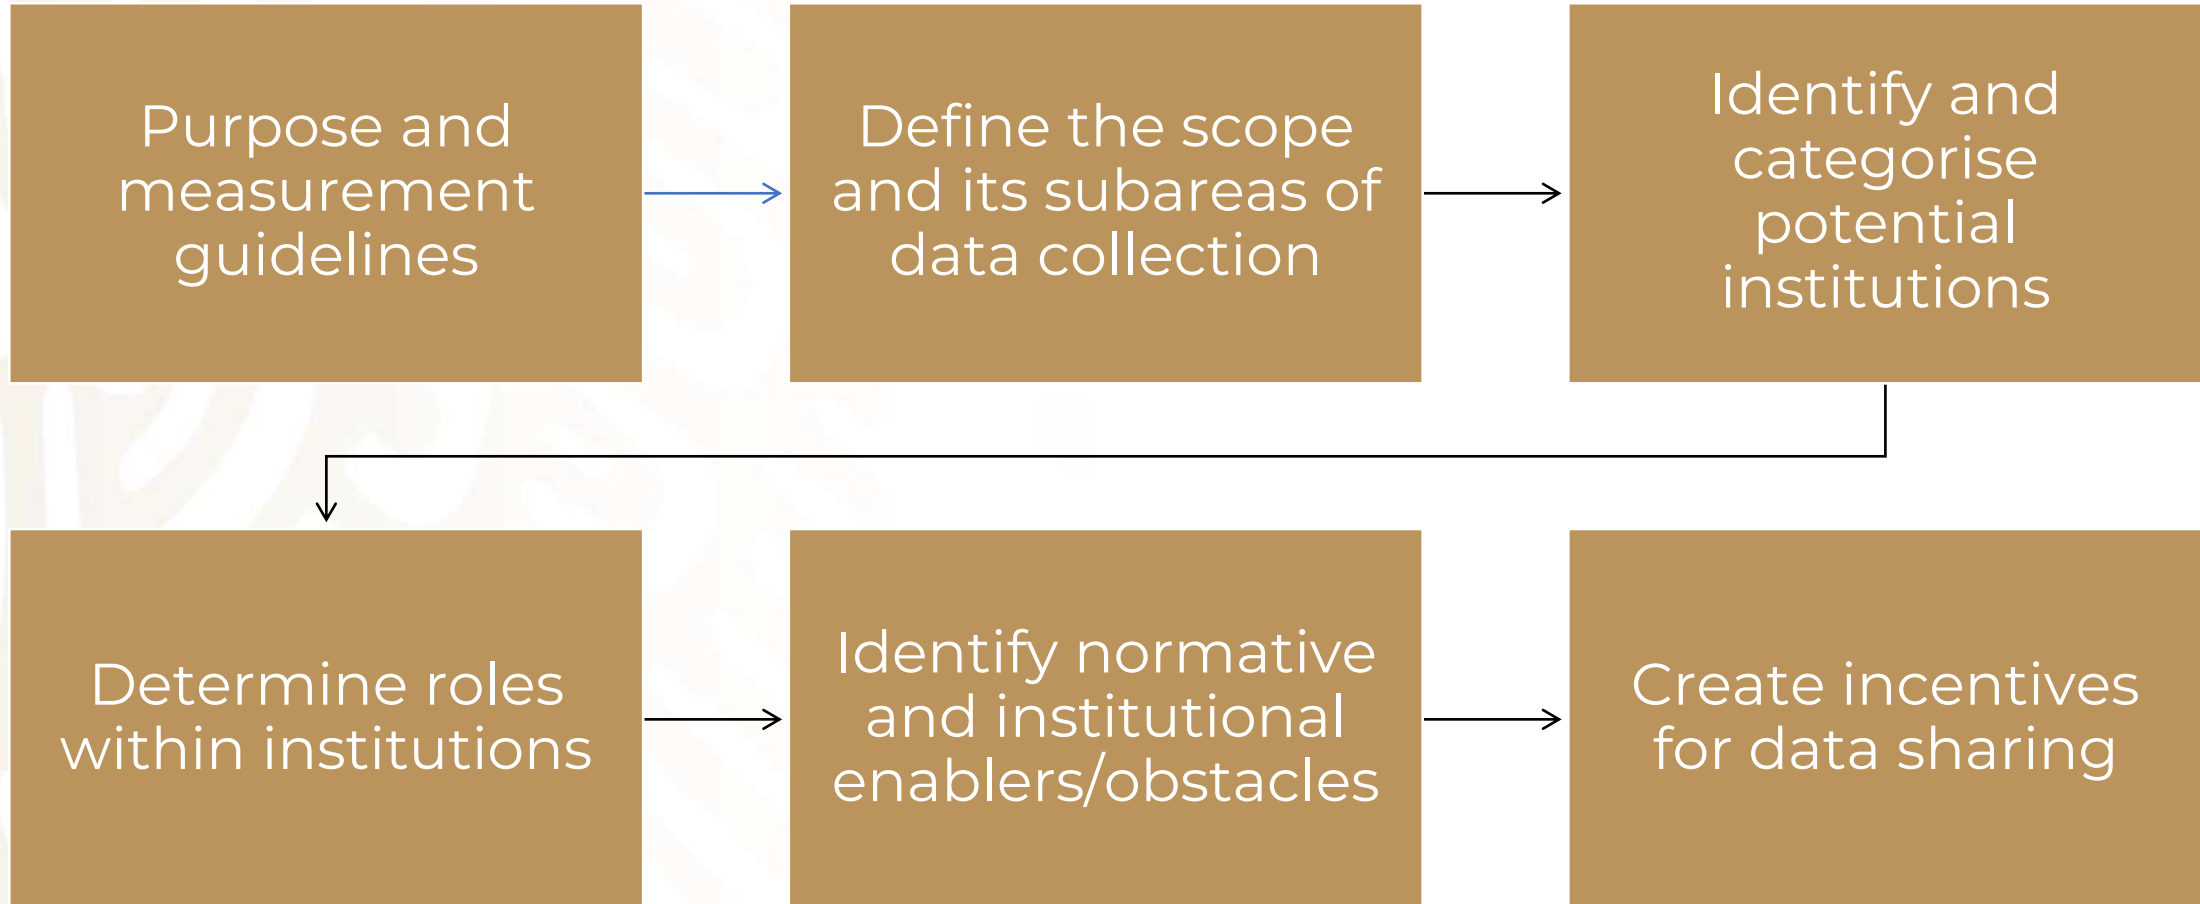 Purpose and
measurement
guidelines
Define the scope
and its subareas of
data collection
Identify and
categorise
potential
institutions
Determine roles
within institutions
Identify normative
and institutional
enablers/obstacles
Create incentives
for data sharing